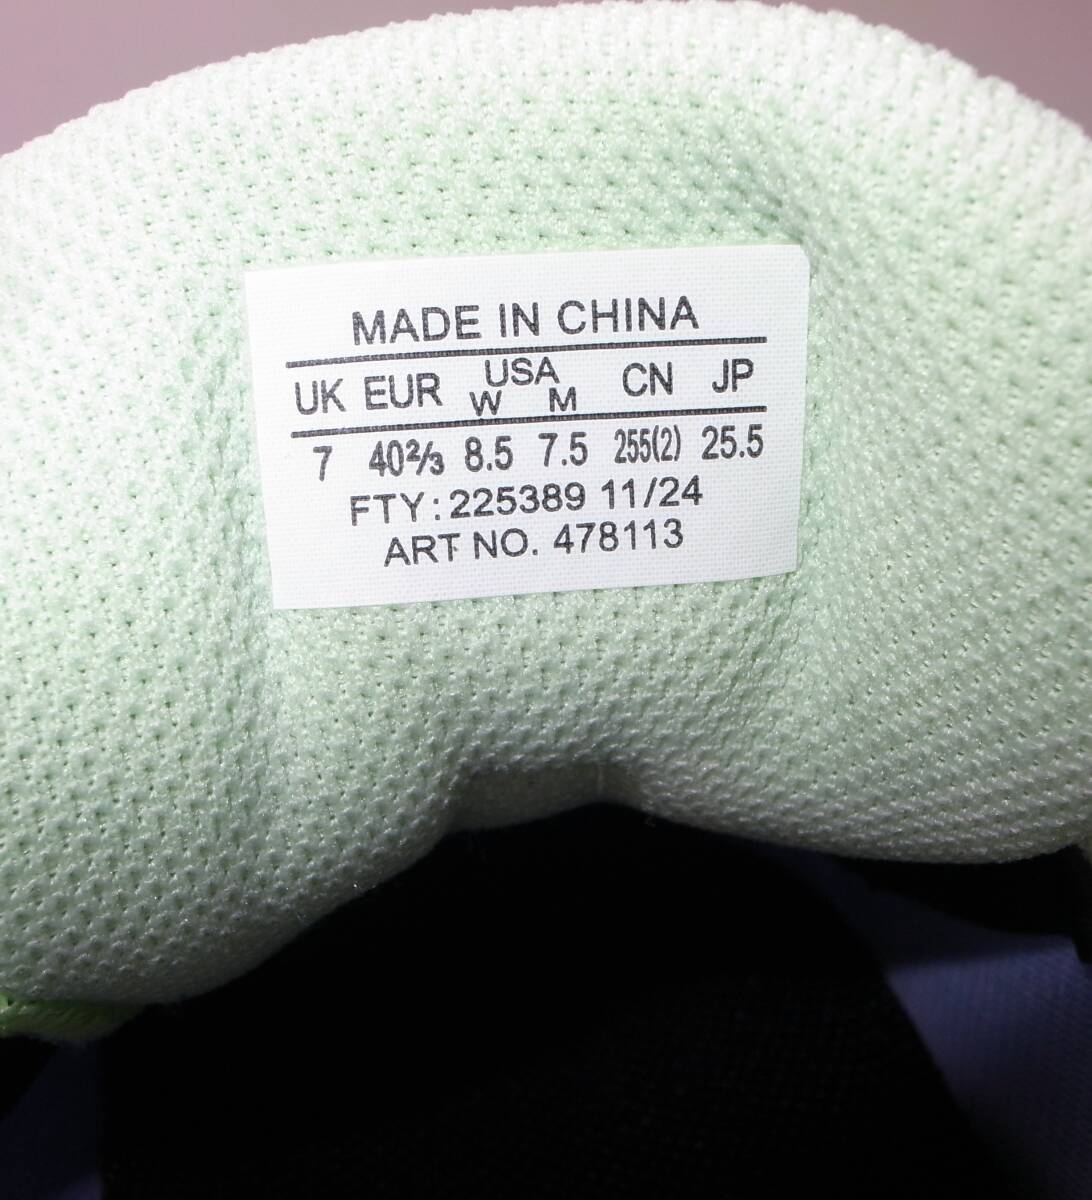 MADE IN CHINA
UK EUR USA W M CN JP
7 40⅔ 8.5 7.5 255(2) 25.5
FTY: 225389 11/24
ART NO. 478113